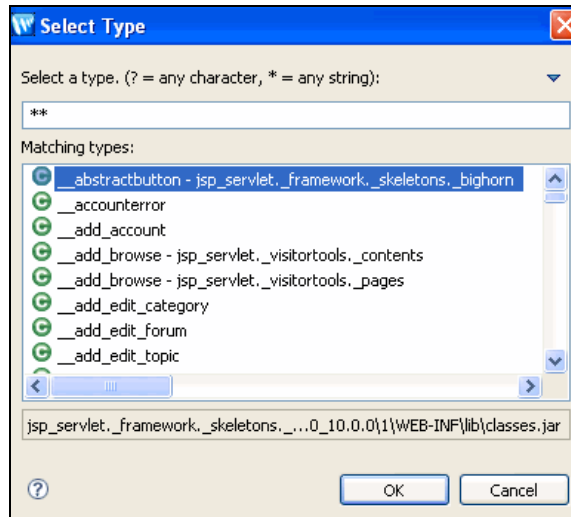 Select Type
Select a type. (? = any character, * = any string):
**
Matching types:
__abstractbutton - jsp_servlet._framework._skeletons._bighorn
__accounterror
__add_account
__add_browse - jsp_servlet._visitortools._contents
__add_browse - jsp_servlet._visitortools._pages
__add_edit_category
__add_edit_forum
__add_edit_topic
jsp_servlet._framework._skeletons._...0_10.0.0\1\WEB-INF\lib\classes.jar
OK Cancel